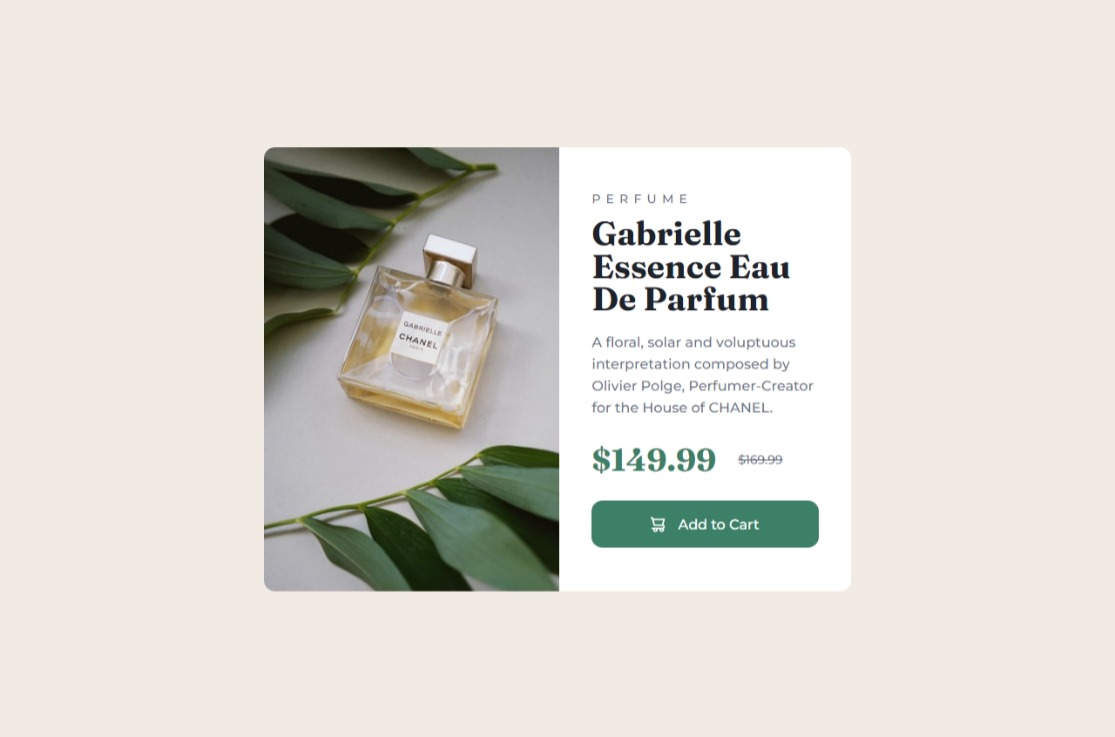 GABRIELLE
CHANEL
PARIS
PERFUME
Gabrielle
Essence Eau
De Parfum
A floral, solar and voluptuous
interpretation composed by
Olivier Polge, Perfumer-Creator
for the House of CHANEL.
$149.99 $169.99
Add to Cart